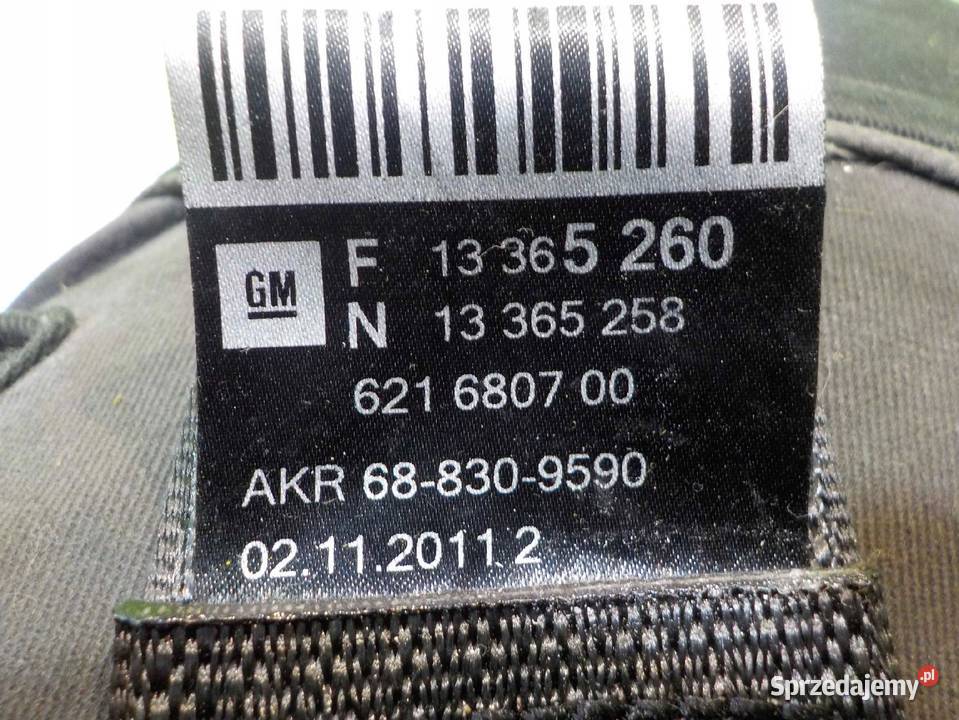 GM
F 13 365 260
N 13 365 258
621 6807 00
AKR 68-830-9590
02.11.2011 2
Sprzedajemy.pl